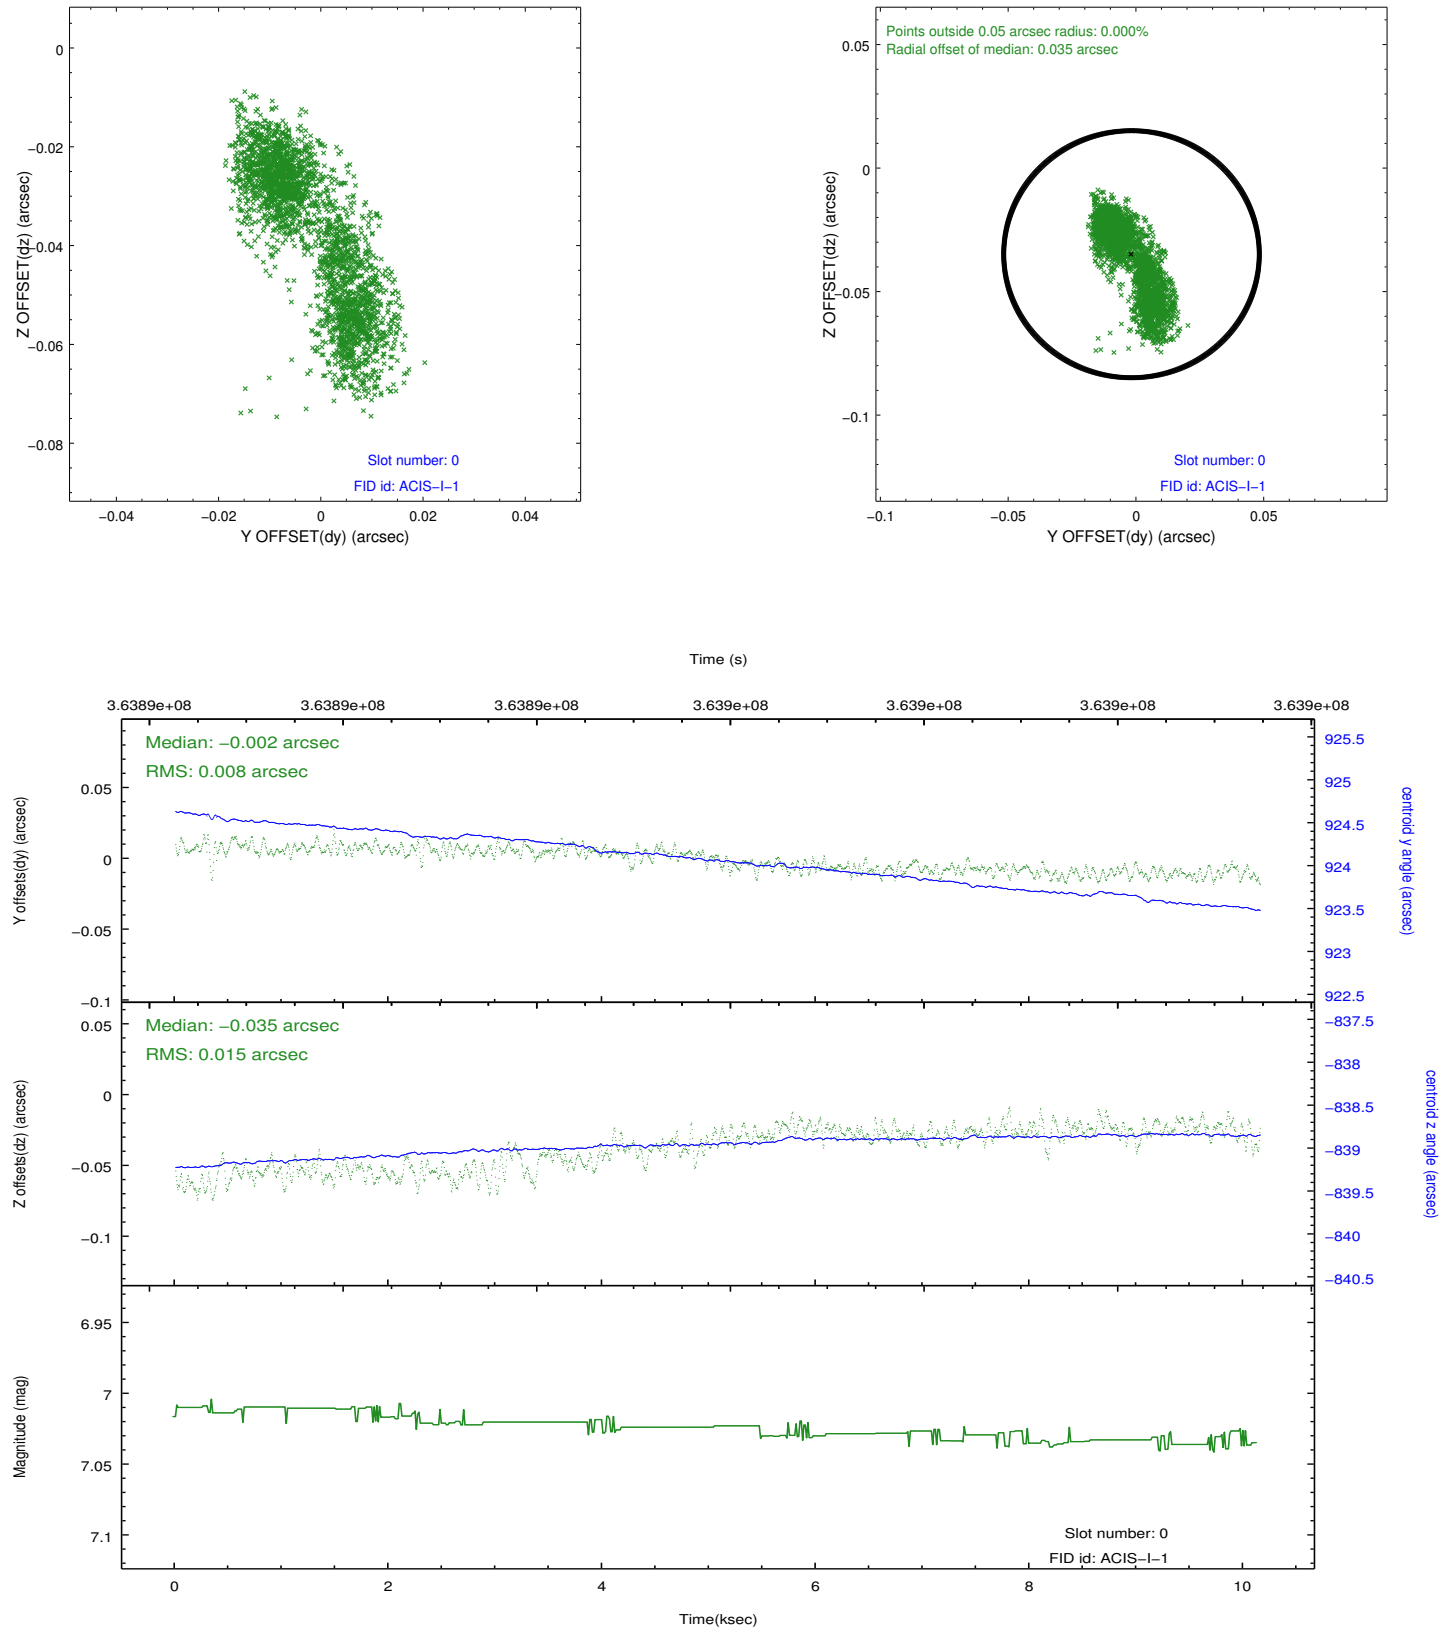 0
−0.02
−0.04
−0.06
−0.08
Z OFFSET(dz) (arcsec)
Slot number: 0
FID id: ACIS−I−1
−0.04
−0.02
0
0.02
0.04
Y OFFSET(dy) (arcsec)
Points outside 0.05 arcsec radius: 0.000%
Radial offset of median: 0.035 arcsec
0.05
0
−0.05
−0.1
Z OFFSET(dz) (arcsec)
Slot number: 0
FID id: ACIS−I−1
−0.1
−0.05
0
0.05
Y OFFSET(dy) (arcsec)
Time (s)
3.6389e+08
3.6389e+08
3.6389e+08
3.639e+08
3.639e+08
3.639e+08
3.639e+08
Median: −0.002 arcsec
RMS: 0.008 arcsec
0.05
0
−0.05
−0.1
Y offsets(dy) (arcsec)
925.5
925
924.5
924
923.5
923
922.5
centroid y angle (arcsec)
Median: −0.035 arcsec
RMS: 0.015 arcsec
0.05
0
−0.05
−0.1
Z offsets(dz) (arcsec)
−837.5
−838
−838.5
−839
−839.5
−840
−840.5
centroid z angle (arcsec)
6.95
7
7.05
7.1
Magnitude (mag)
Slot number: 0
FID id: ACIS−I−1
0
2
4
6
8
10
Time(ksec)